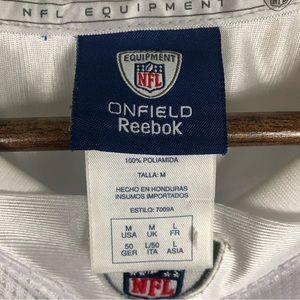 NFL EQUIPMENT
EQUIPMENT
NFL
ONFIELD
Reebok
100% POLIAMIDA
TALLA: M
HECHO EN HONDURAS
INSUMOS IMPORTADOS
ESTILO: 7009A
M M L
USA UK FR
50 L/50 L
GER ITA ASIA
NFL